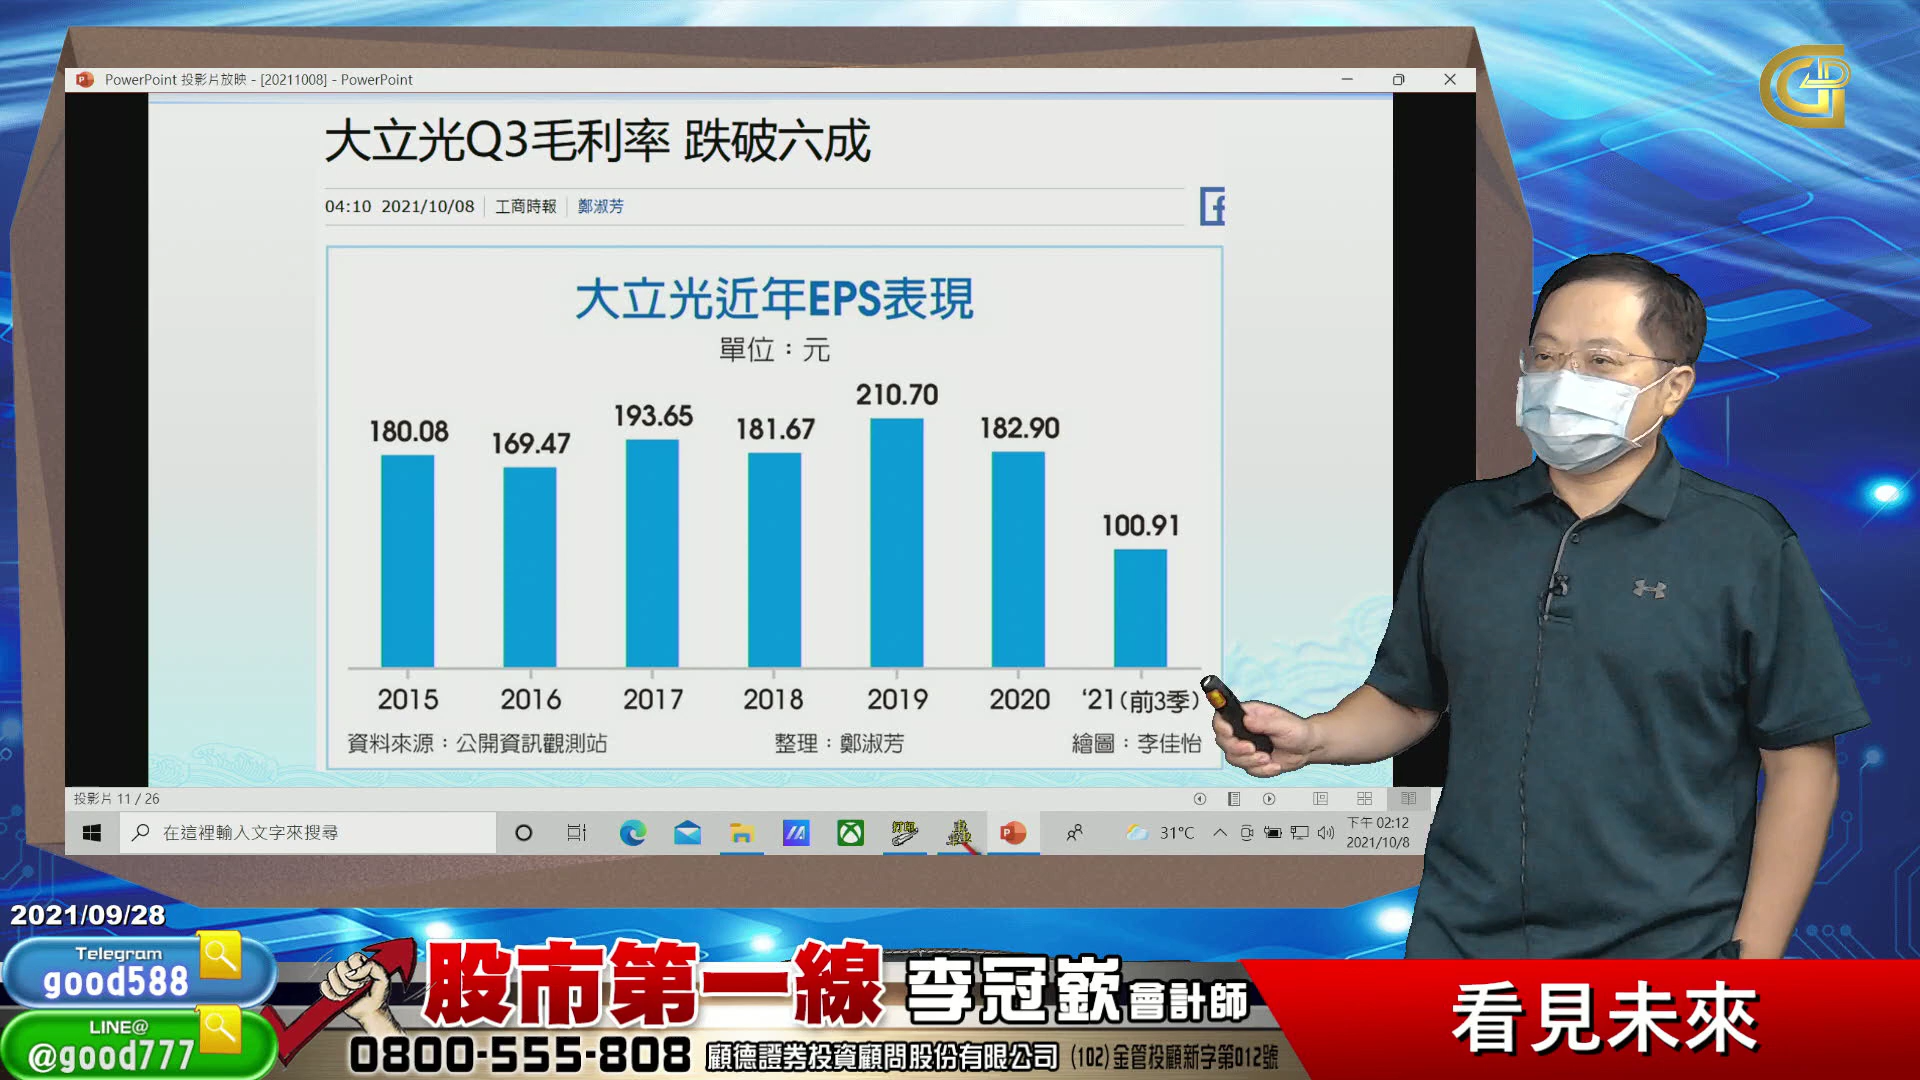 PowerPoint 投影片放映 - [20211008] - PowerPoint
大立光Q3毛利率 跌破六成
04:10 2021/10/08 工商時報 鄭淑芳
大立光近年EPS表現
單位：元
180.08 169.47 193.65 181.67 210.70 182.90 100.91
2015 2016 2017 2018 2019 2020 '21(前3季)
資料來源：公開資訊觀測站 整理：鄭淑芳 繪圖：李佳怡
投影片 11 / 26
在這裡輸入文字來搜尋
31°C
下午 02:12
2021/10/8
2021/09/28
Telegram
good588
LINE@
@good777
股市第一線 李冠嶔會計師
0800-555-808 顧德證券投資顧問股份有限公司 (102)金管投顧新字第012號
看見未來